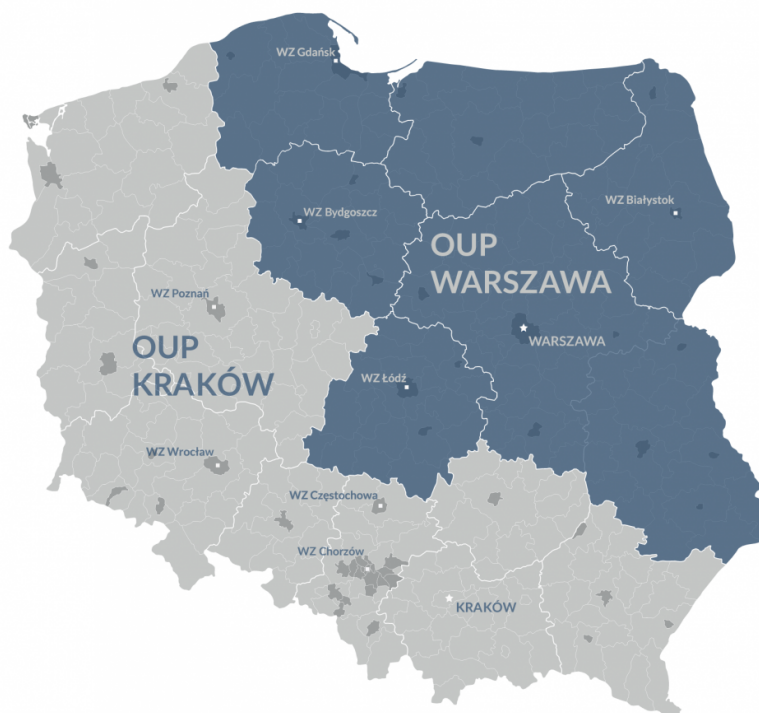 WZ Gdańsk
WZ Białystok
WZ Bydgoszcz
OUP
WARSZAWA
WZ Poznań
WARSZAWA
OUP
KRAKÓW
WZ Łódź
WZ Wrocław
WZ Częstochowa
WZ Chorzów
KRAKÓW